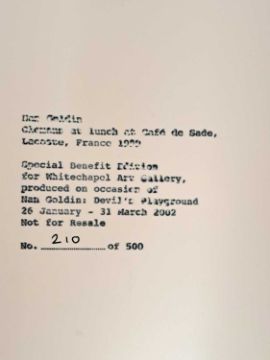 Nan Goldin
Clemens at lunch at Café de Sade,
Lacoste, France 1999
Special Benefit Edition
for Whitechapel Art Gallery,
produced on occasion of
Nan Goldin: Devil's Playground
26 January - 31 March 2002
Not for Resale
No. 210 of 500